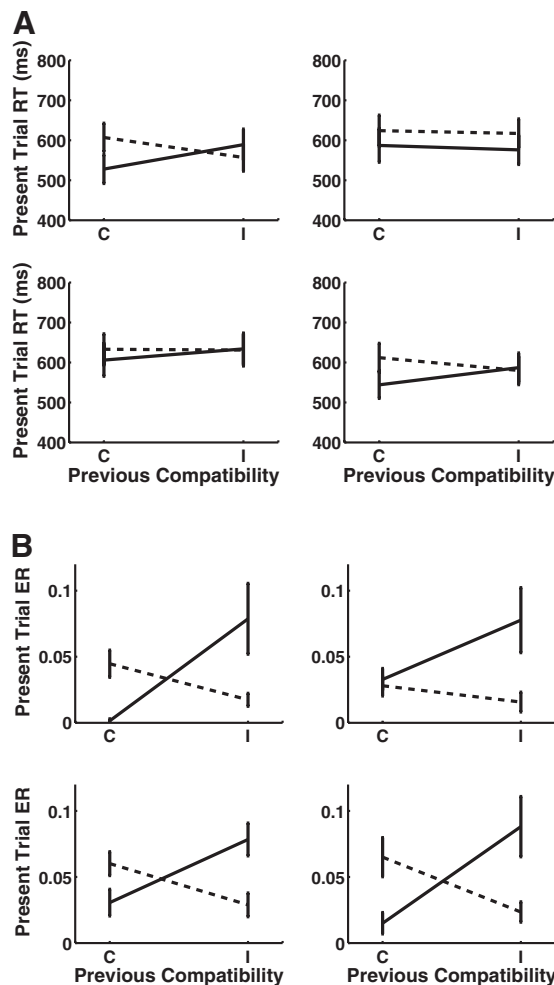 A
Present Trial RT (ms)
800
700
600
500
400
C
I
800
700
600
500
400
C
I
Present Trial RT (ms)
800
700
600
500
400
C
I
Previous Compatibility
800
700
600
500
400
C
I
Previous Compatibility
B
Present Trial ER
0.1
0.05
0
C
I
0.1
0.05
0
C
I
Present Trial ER
0.1
0.05
0
C
I
Previous Compatibility
0.1
0.05
0
C
I
Previous Compatibility